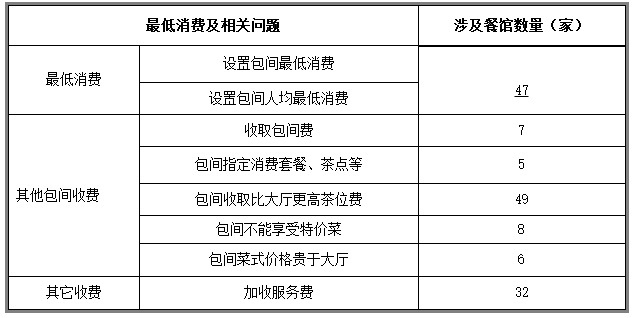 最低消费及相关问题 涉及餐馆数量（家）
最低消费 设置包间最低消费 47
设置包间人均最低消费
其他包间收费 收取包间费 7
包间指定消费套餐、茶点等 5
包间收取比大厅更高茶位费 49
包间不能享受特价菜 8
包间菜式价格贵于大厅 6
其它收费 加收服务费 32